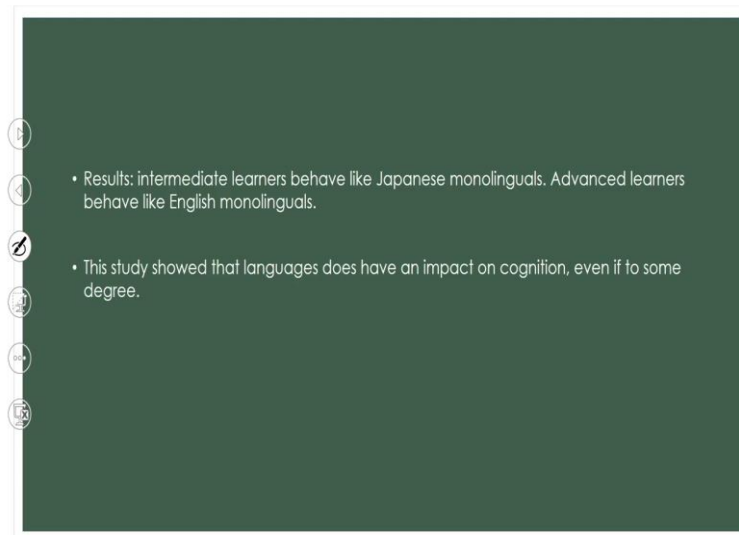 • Results: intermediate learners behave like Japanese monolinguals. Advanced learners
behave like English monolinguals.
• This study showed that languages does have an impact on cognition, even if to some
degree.